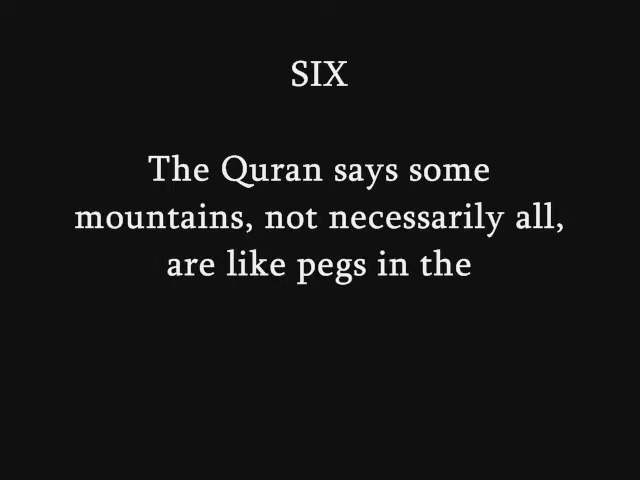 SIX
The Quran says some
mountains, not necessarily all,
are like pegs in the